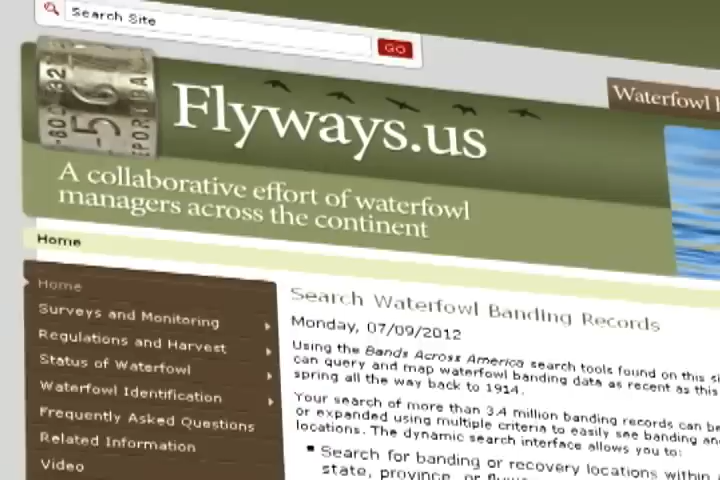 Search Site
GO
Waterfowl
Flyways.us
A collaborative effort of waterfowl
managers across the continent
Home
Home
Surveys and Monitoring
Regulations and Harvest
Status of Waterfowl
Waterfowl Identification
Frequently Asked Questions
Related Information
Video
Search Waterfowl Banding Records
Monday, 07/09/2012
Using the Bands Across America search tools found on this
can query and map waterfowl banding data as recent as this
spring all the way back to 1914.
Your search of more than 3.4 million banding records can be
or expanded using multiple criteria to easily see banding
locations. The dynamic search interface allows you to:
Search for banding or recovery locations within
state, province, or